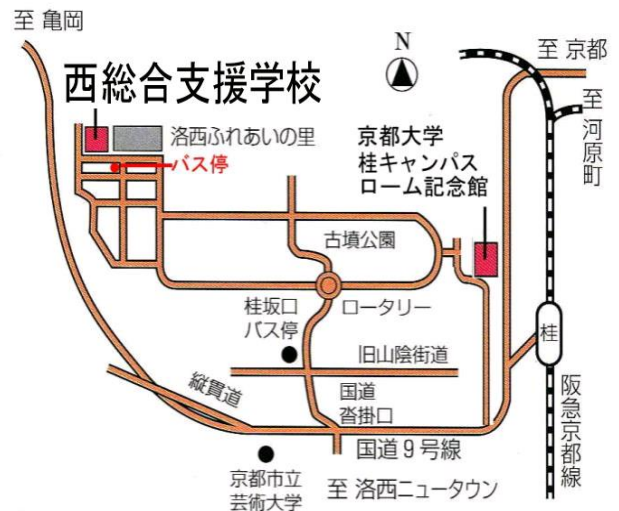 至 亀岡
西総合支援学校
洛西ふれあいの里
バス停
N
京都大学
桂キャンパス
ローム記念館
至 京都
至 河原町
古墳公園
桂坂口
バス停
ロータリー
旧山陰街道
縦貫道
国道
沓掛口
国道9号線
桂
阪急京都線
京都市立
芸術大学
至 洛西ニュータウン